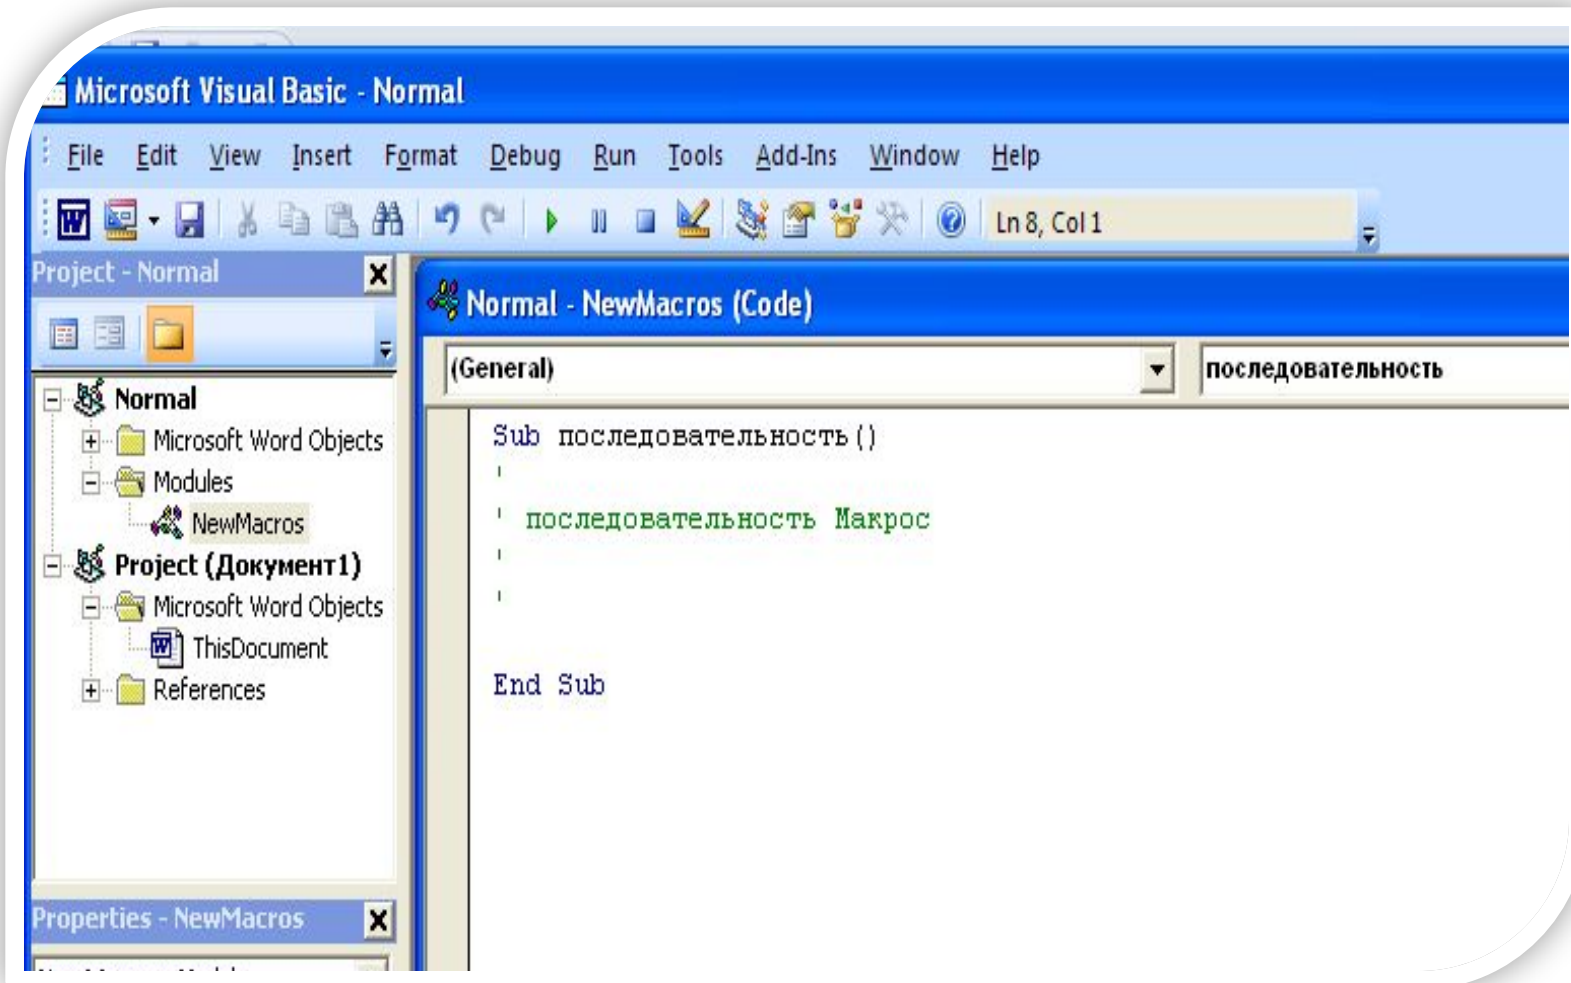 Microsoft Visual Basic - Normal
File Edit View Insert Format Debug Run Tools Add-Ins Window Help
Ln 8, Col 1
Project - Normal
Normal
Microsoft Word Objects
Modules
NewMacros
Project (Документ1)
Microsoft Word Objects
ThisDocument
References
Properties - NewMacros
Normal - NewMacros (Code)
(General) последовательность
Sub последовательность()
'
' последовательность Макрос
'
'
End Sub